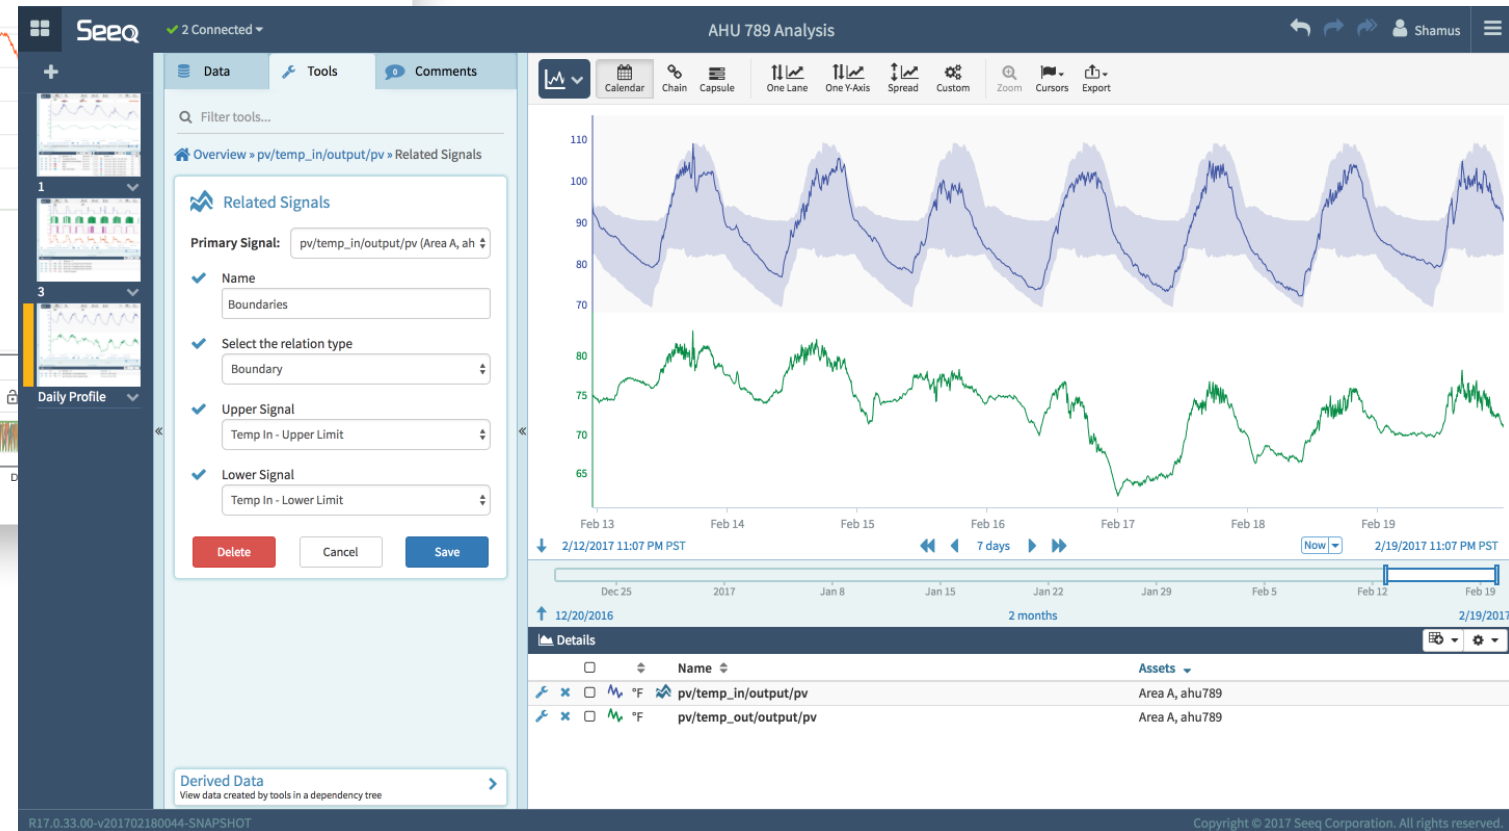 Seeq
2 Connected
AHU 789 Analysis
Shamus
Data
Tools
0
Comments
Filter tools...
Overview » pv/temp_in/output/pv » Related Signals
Related Signals
Primary Signal:
pv/temp_in/output/pv (Area A, ah
Name
Boundaries
Select the relation type
Boundary
Upper Signal
Temp In - Upper Limit
Lower Signal
Temp In - Lower Limit
Delete
Cancel
Save
Derived Data
View data created by tools in a dependency tree
1
3
Daily Profile
D
Calendar
Chain
Capsule
One Lane
One Y-Axis
Spread
Custom
Zoom
Cursors
Export
110
100
90
80
70
80
75
70
65
Feb 13
Feb 14
Feb 15
Feb 16
Feb 17
Feb 18
Feb 19
2/12/2017 11:07 PM PST
7 days
Now
2/19/2017 11:07 PM PST
Dec 25
2017
Jan 8
Jan 15
Jan 22
Jan 29
Feb 5
Feb 12
Feb 19
12/20/2016
2 months
2/19/2017
Details
Name
Assets
°F
pv/temp_in/output/pv
Area A, ahu789
°F
pv/temp_out/output/pv
Area A, ahu789
R17.0.33.00-v201702180044-SNAPSHOT
Copyright © 2017 Seeq Corporation. All rights reserved.